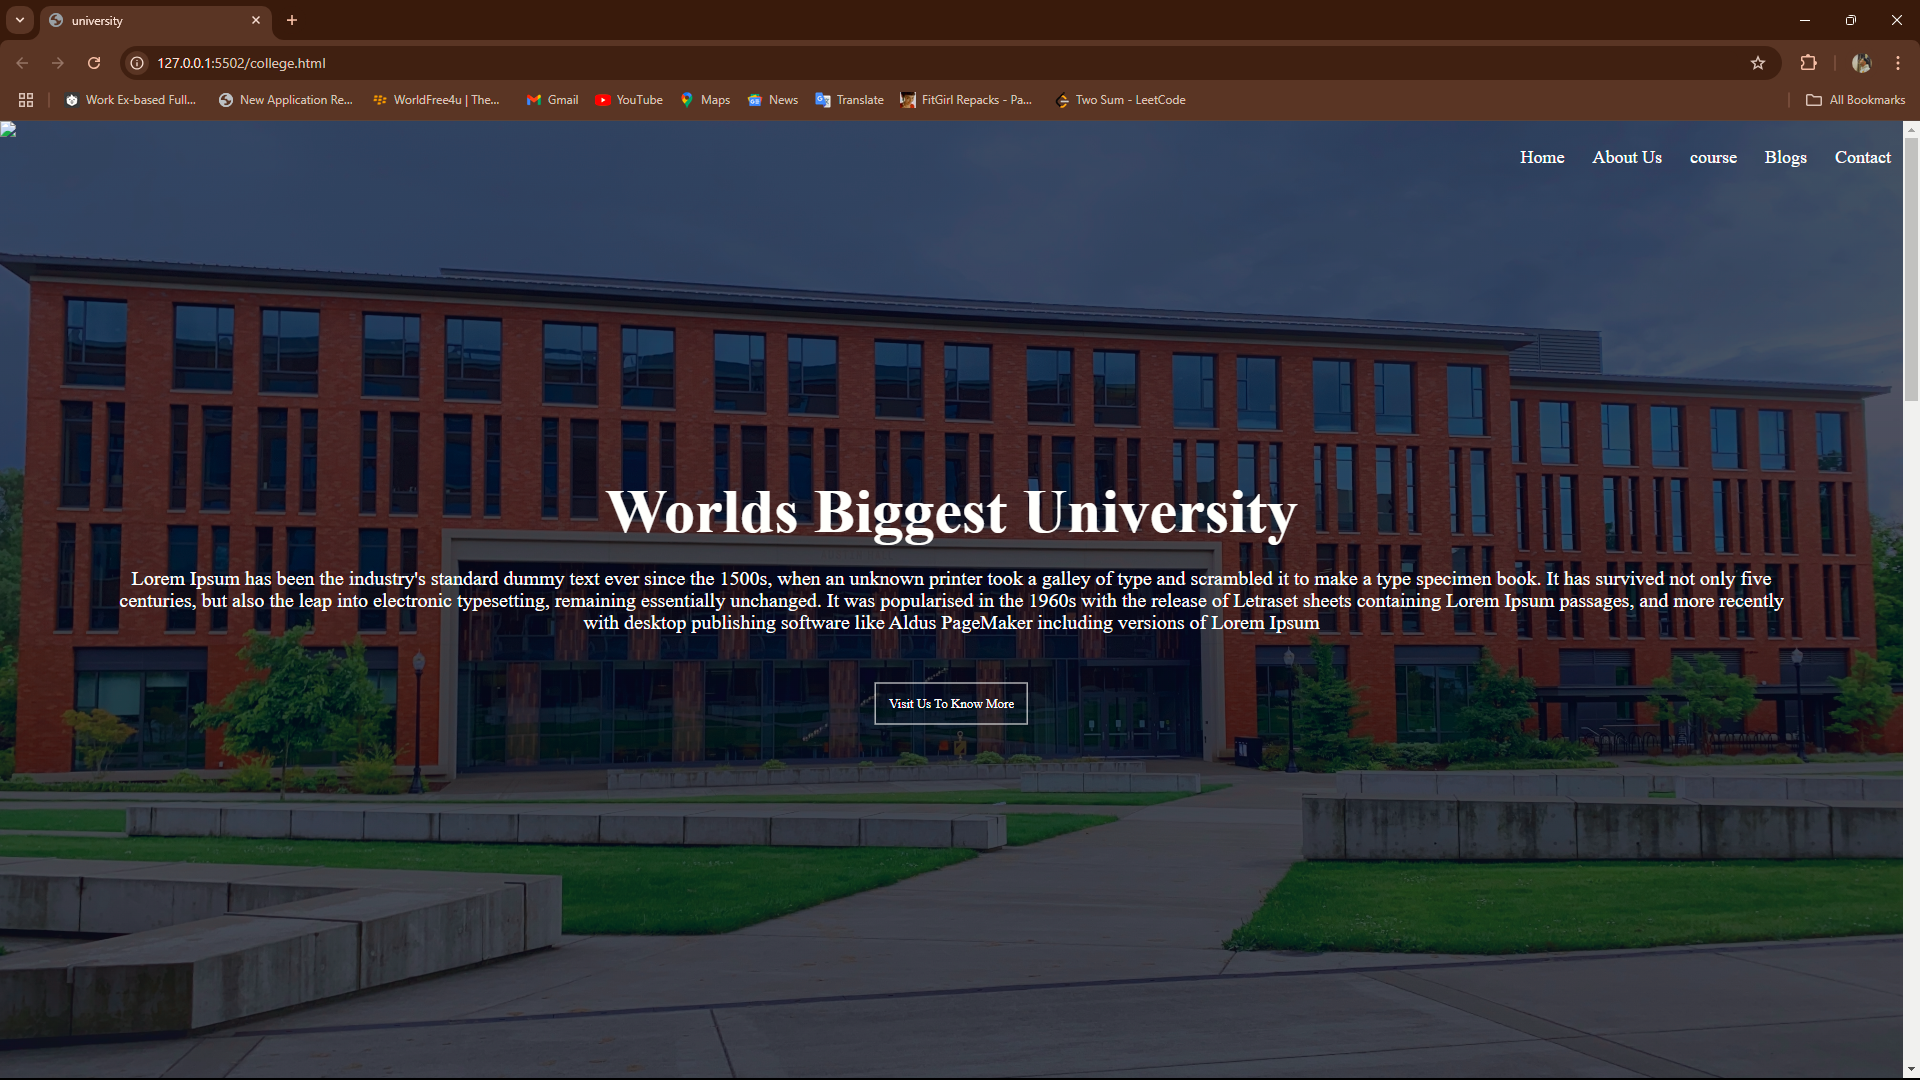 university
127.0.0.1:5502/college.html
Work Ex-based Full...
New Application Re...
WorldFree4u | The...
Gmail
YouTube
Maps
News
Translate
FitGirl Repacks - Pa...
Two Sum - LeetCode
All Bookmarks
Home
About Us
course
Blogs
Contact
Worlds Biggest University
Lorem Ipsum has been the industry's standard dummy text ever since the 1500s, when an unknown printer took a galley of type and scrambled it to make a type specimen book. It has survived not only five
centuries, but also the leap into electronic typesetting, remaining essentially unchanged. It was popularised in the 1960s with the release of Letraset sheets containing Lorem Ipsum passages, and more recently
with desktop publishing software like Aldus PageMaker including versions of Lorem Ipsum
Visit Us To Know More